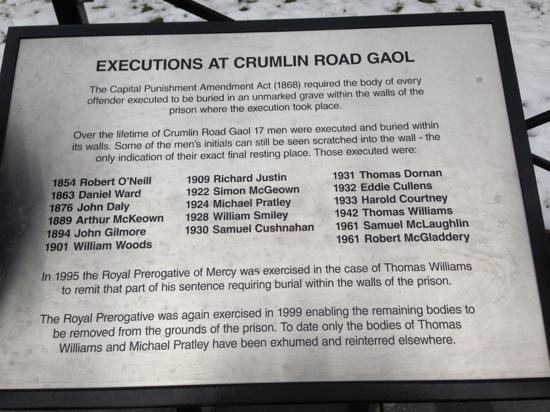 EXECUTIONS AT CRUMLIN ROAD GAOL
The Capital Punishment Amendment Act (1868) required the body of every
offender executed to be buried in an unmarked grave within the walls of the
prison where the execution took place.
Over the lifetime of Crumlin Road Gaol 17 men were executed and buried within
its walls. Some of the men's initials can still be seen scratched into the wall - the
only indication of their exact final resting place. Those executed were:
1854 Robert O'Neill
1863 Daniel Ward
1876 John Daly
1889 Arthur McKeown
1894 John Gilmore
1901 William Woods
1909 Richard Justin
1922 Simon McGeown
1924 Michael Pratley
1928 William Smiley
1930 Samuel Cushnahan
1931 Thomas Dornan
1932 Eddie Cullens
1933 Harold Courtney
1942 Thomas Williams
1961 Samuel McLaughlin
1961 Robert McGladdery
In 1995 the Royal Prerogative of Mercy was exercised in the case of Thomas Williams
to remit that part of his sentence requiring burial within the walls of the prison.
The Royal Prerogative was again exercised in 1999 enabling the remaining bodies to
be removed from the grounds of the prison. To date only the bodies of Thomas
Williams and Michael Pratley have been exhumed and reinterred elsewhere.